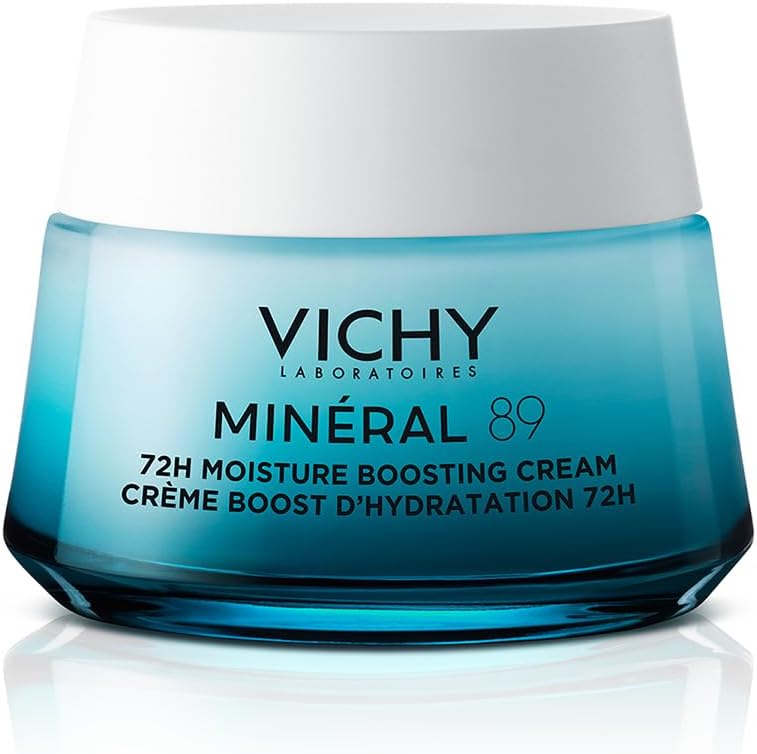 VICHY
LABORATOIRES
MINÉRAL 89
72H MOISTURE BOOSTING CREAM
CRÈME BOOST D'HYDRATATION 72H